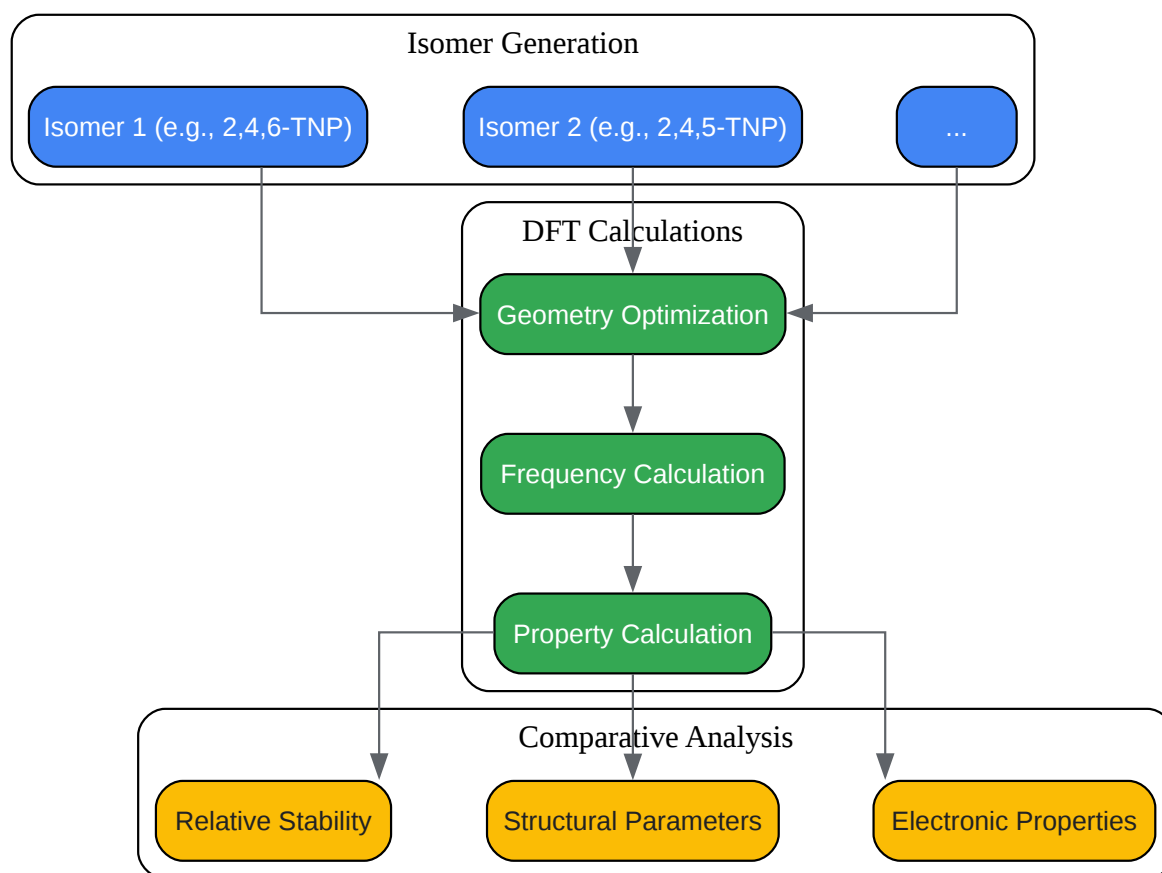 Isomer Generation
Isomer 1 (e.g., 2,4,6-TNP)
Isomer 2 (e.g., 2,4,5-TNP)
...
DFT Calculations
Geometry Optimization
Frequency Calculation
Property Calculation
Comparative Analysis
Relative Stability
Structural Parameters
Electronic Properties